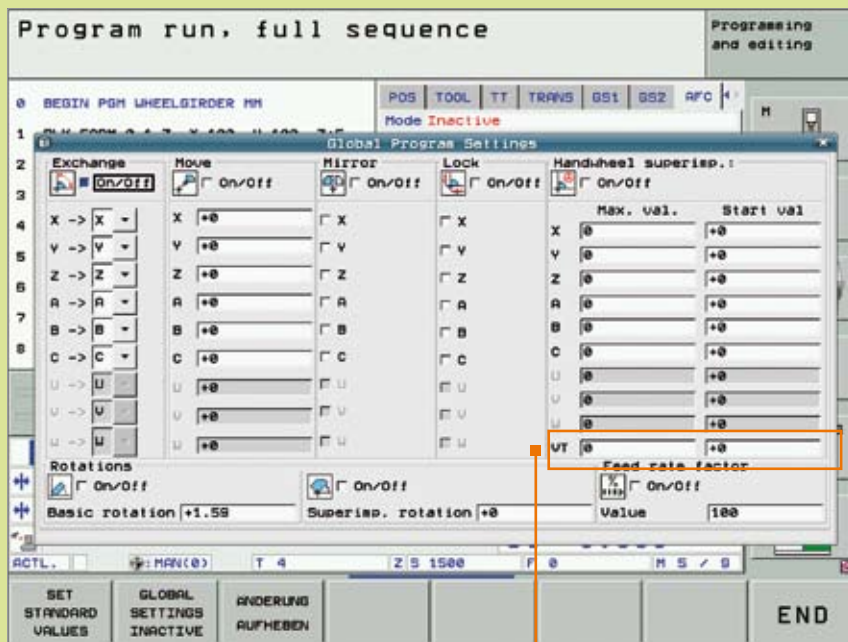 Program run, full sequence
Programming and editing
0 BEGIN PGM WHEELGIRDER MM
POS TOOL TT TRANS GS1 GS2 AFC
Mode Inactive
M
1
2
3
4
5
6
7
8
Global Program Settings
Exchange Move Mirror Lock Handwheel superimp.:
On/Off On/Off On/Off On/Off On/Off
Max. val. Start val
X -> X X +0 X X X 0 +0
Y -> Y Y +0 Y Y Y 0 +0
Z -> Z Z +0 Z Z Z 0 +0
A -> A A +0 A A A 0 +0
B -> B B +0 B B B 0 +0
C -> C C +0 C C C 0 +0
U -> U U +0 U U U 0 +0
V -> V V +0 V V V 0 +0
W -> W W +0 W W W 0 +0
VT 0 +0
Rotations Feed rate factor
On/Off On/Off On/Off
Basic rotation +1.59 Superimp. rotation +0 Value 100
ACTL. : MAN(0) T 4 Z S 1500 F 0 M 5 / 9
SET STANDARD VALUES
GLOBAL SETTINGS INACTIVE
ANDERUNG AUFHEBEN
END